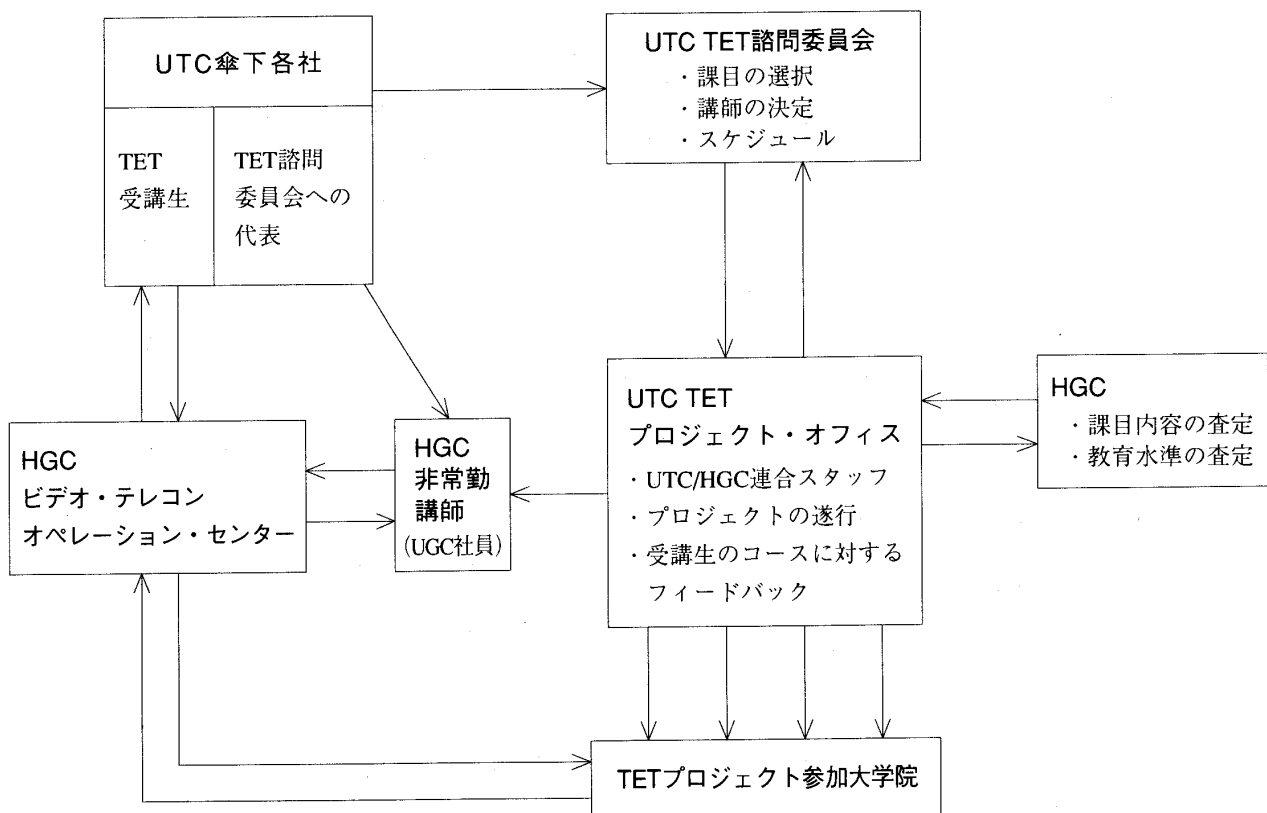 UTC傘下各社
TET
受講生
TET諮問
委員会への
代表
UTC TET諮問委員会
・課目の選択
・講師の決定
・スケジュール
HGC
ビデオ・テレコン
オペレーション・センター
HGC
非常勤
講師
(UGC社員)
UTC TET
プロジェクト・オフィス
・UTC/HGC連合スタッフ
・プロジェクトの遂行
・受講生のコースに対する
フィードバック
HGC
・課目内容の査定
・教育水準の査定
TETプロジェクト参加大学院